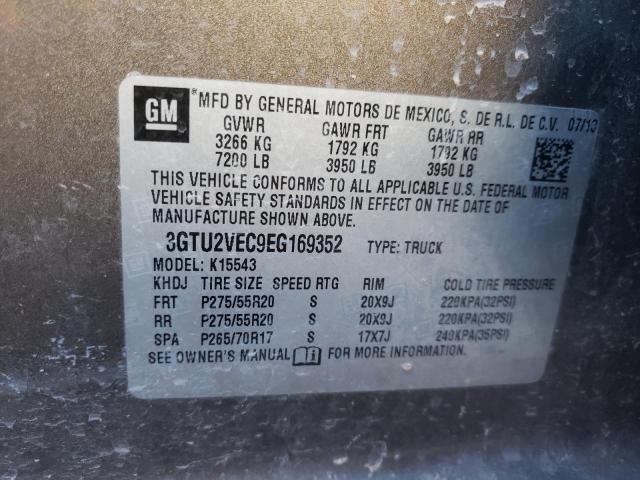 GM ® MFD BY GENERAL MOTORS DE MEXICO, S. DE R.L. DE C.V. 07/13
GVWR GAWR FRT GAWR RR
3266 KG 1792 KG 1792 KG
7200 LB 3950 LB 3950 LB
THIS VEHICLE CONFORMS TO ALL APPLICABLE U.S. FEDERAL MOTOR
VEHICLE SAFETY STANDARDS IN EFFECT ON THE DATE OF
MANUFACTURE SHOWN ABOVE.
3GTU2VEC9EG169352 TYPE: TRUCK
MODEL: K15543
KHDJ TIRE SIZE SPEED RTG RIM COLD TIRE PRESSURE
FRT P275/55R20 S 20X9J 220KPA(32PSI)
RR P275/55R20 S 20X9J 220KPA(32PSI)
SPA P265/70R17 S 17X7J 240KPA(35PSI)
SEE OWNER'S MANUAL FOR MORE INFORMATION.